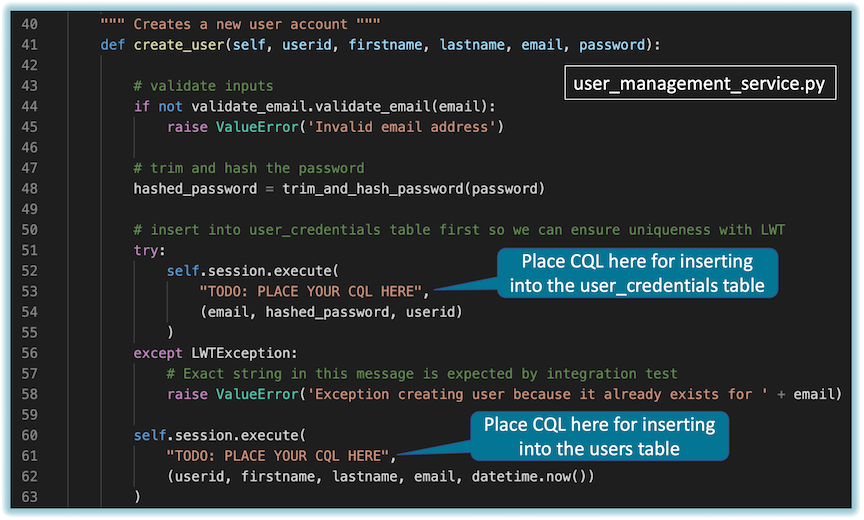 40 """ Creates a new user account """
41 def create_user(self, userid, firstname, lastname, email, password):
42
user_management_service.py
43 # validate inputs
44 if not validate_email.validate_email(email):
45 raise ValueError('Invalid email address')
46
47 # trim and hash the password
48 hashed_password = trim_and_hash_password(password)
49
50 # insert into user_credentials table first so we can ensure uniqueness with LWT
51 try:
52 self.session.execute(
53 "TODO: PLACE YOUR CQL HERE",
Place CQL here for inserting
into the user_credentials table
54 (email, hashed_password, userid)
55 )
56 except LWTException:
57 # Exact string in this message is expected by integration test
58 raise ValueError('Exception creating user because it already exists for ' + email)
59
60 self.session.execute(
61 "TODO: PLACE YOUR CQL HERE",
Place CQL here for inserting
into the users table
62 (userid, firstname, lastname, email, datetime.now())
63 )